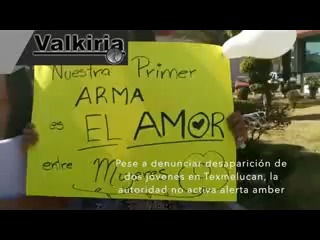 Valkiria
Nuestra Primer
ARMA
es EL AMOR
entre Mujeres
Pese a denunciar desaparición de
dos jóvenes en Texmelucan, la
autoridad no activa alerta amber